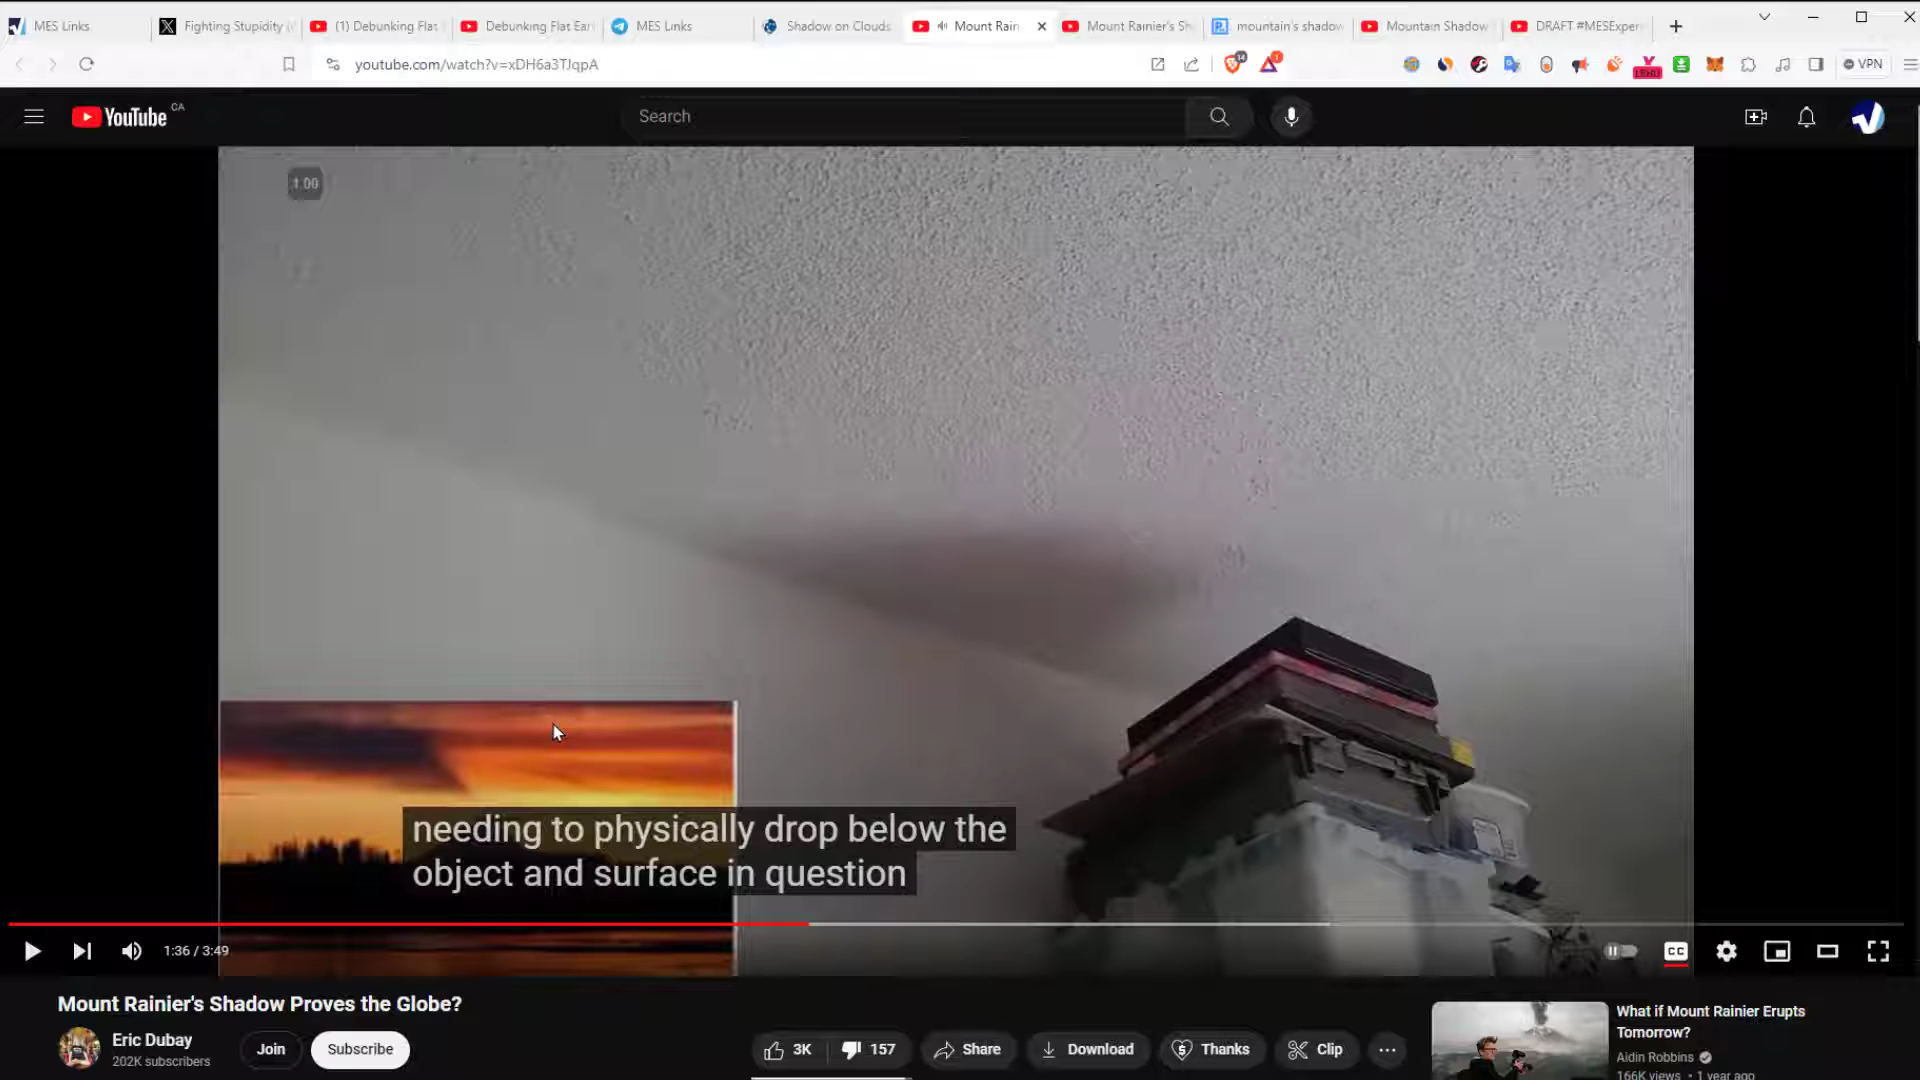 MES Links
Fighting Stupidity (
(1) Debunking Flat
Debunking Flat Ear
MES Links
Shadow on Clouds
Mount Rain
Mount Rainier's Sh
mountain's shadow
Mountain Shadow
DRAFT #MESExper
youtube.com/watch?v=xDH6a3TJqpA
14
1
VPN
YouTube CA
Search
1.00
needing to physically drop below the
object and surface in question
1:36 / 3:49
CC
Mount Rainier's Shadow Proves the Globe?
Eric Dubay
202K subscribers
Join
Subscribe
3K
157
Share
Download
Thanks
Clip
What if Mount Rainier Erupts
Tomorrow?
Aidin Robbins
166K views • 1 year ago